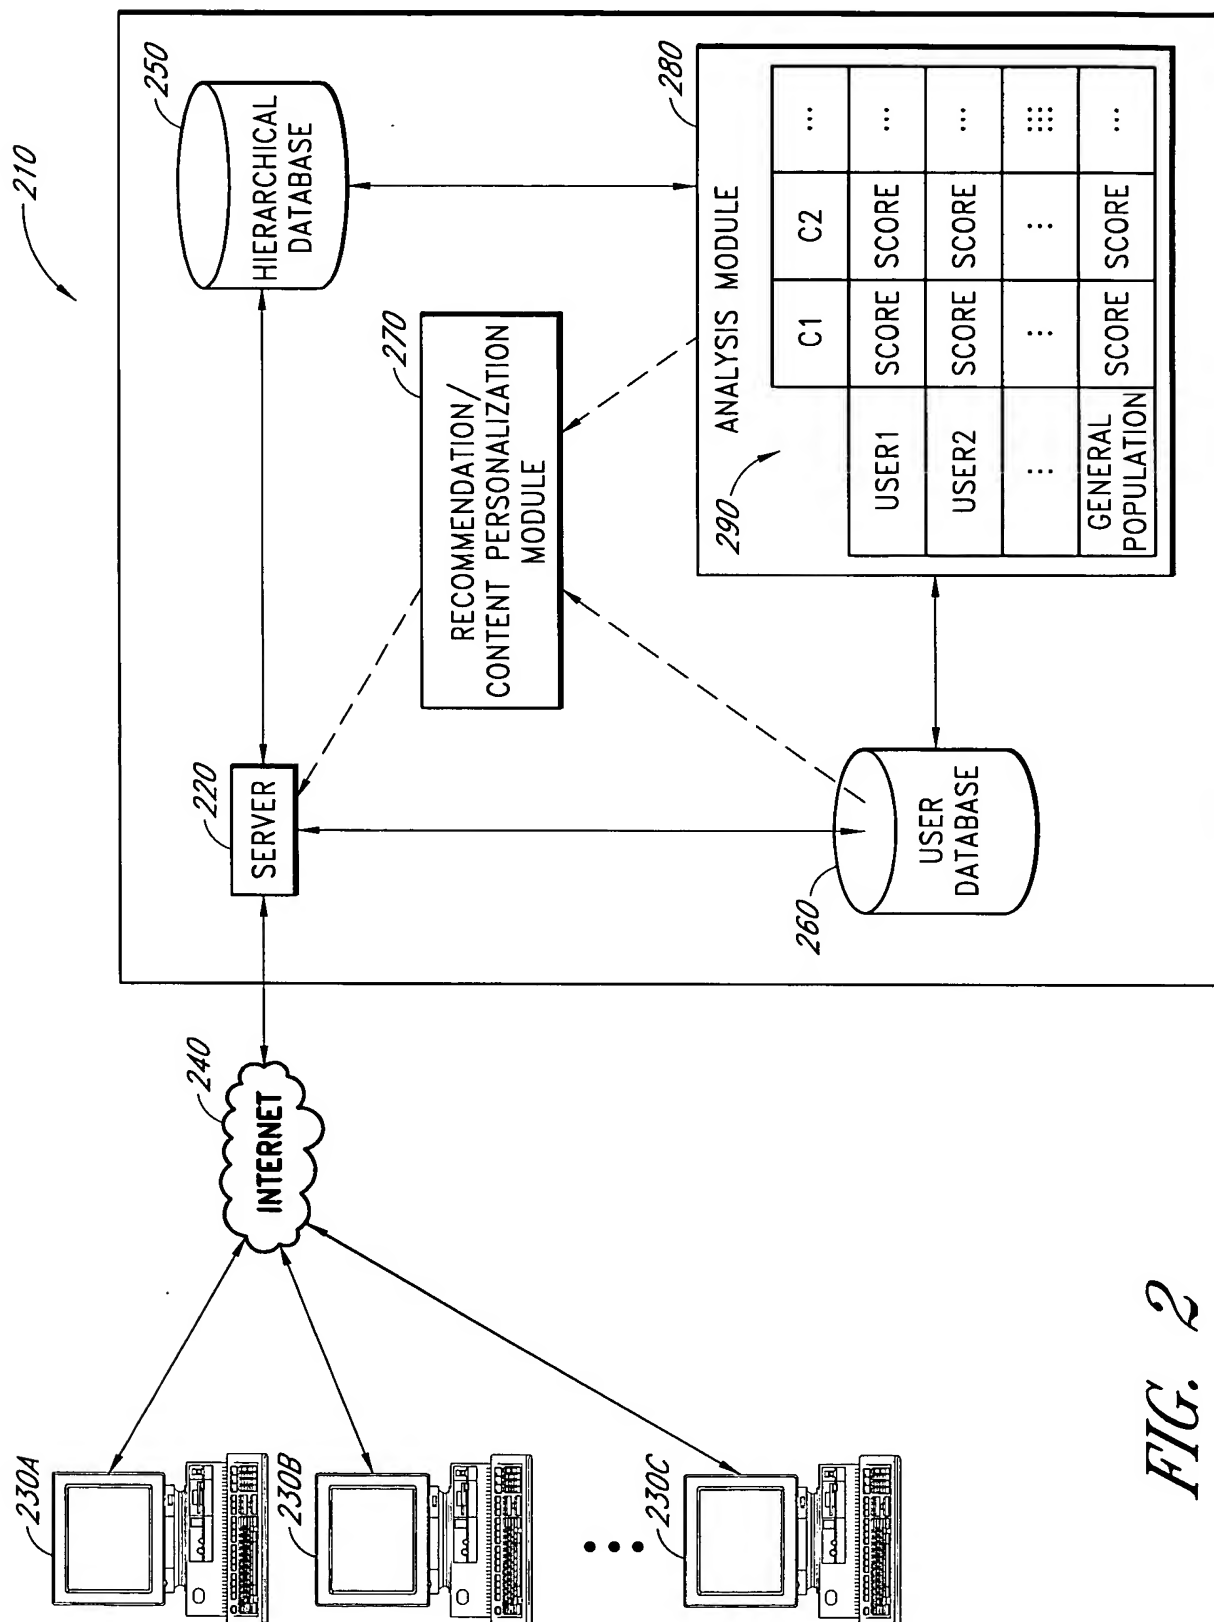 210
230A
230B
230C
240
INTERNET
220
SERVER
250
HIERARCHICAL
DATABASE
270
RECOMMENDATION/
CONTENT PERSONALIZATION
MODULE
260
USER
DATABASE
280
ANALYSIS MODULE
290
C1 C2 ...
USER1 SCORE SCORE ...
USER2 SCORE SCORE ...
GENERAL
POPULATION SCORE SCORE ...
FIG. 2